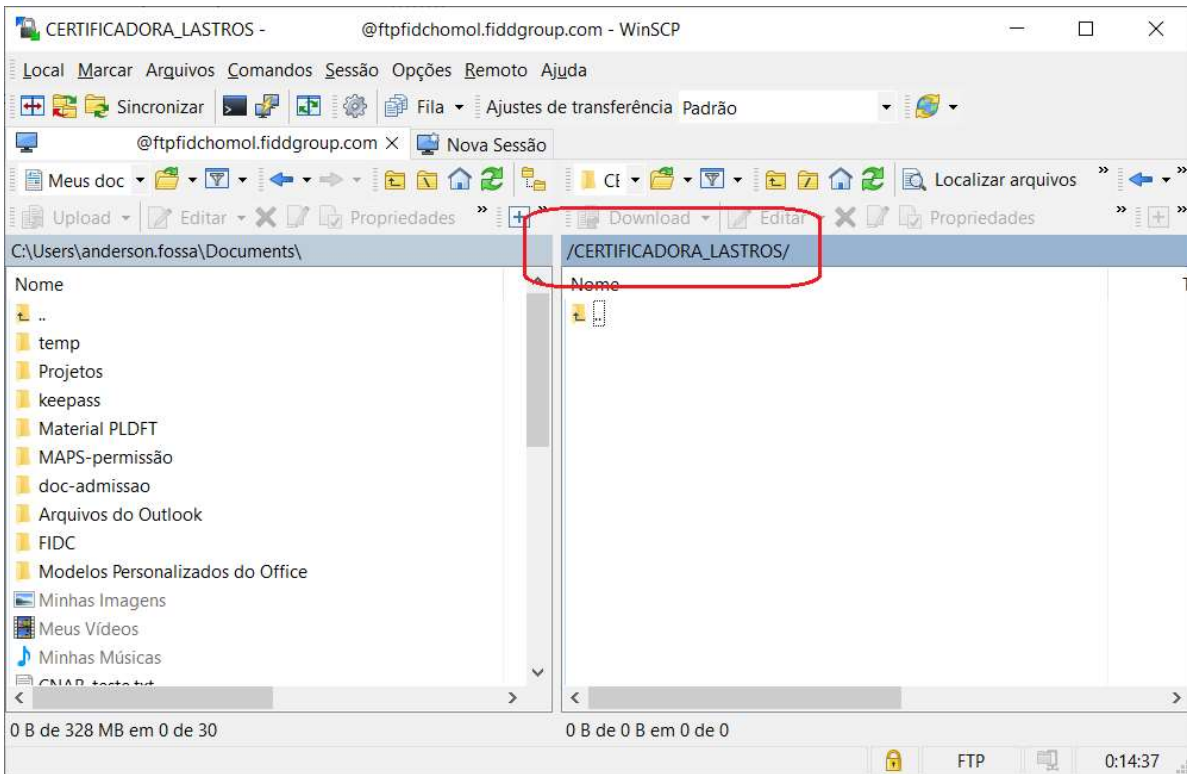 CERTIFICADORA_LASTROS - @ftpfidchomol.fiddgroup.com - WinSCP
Local Marcar Arquivos Comandos Sessão Opções Remoto Ajuda
Sincronizar Fila Ajustes de transferência Padrão
@ftpfidchomol.fiddgroup.com × Nova Sessão
Meus doc Localizar arquivos »
Upload Editar Propriedades » Download Editar Propriedades »
C:\Users\anderson.fossa\Documents\ /CERTIFICADORA_LASTROS/
Nome Nome
.. ..
temp
Projetos
keepass
Material PLDFT
MAPS-permissão
doc-admissao
Arquivos do Outlook
FIDC
Modelos Personalizados do Office
Minhas Imagens
Meus Vídeos
Minhas Músicas
0 B de 328 MB em 0 de 30 0 B de 0 B em 0 de 0
FTP 0:14:37